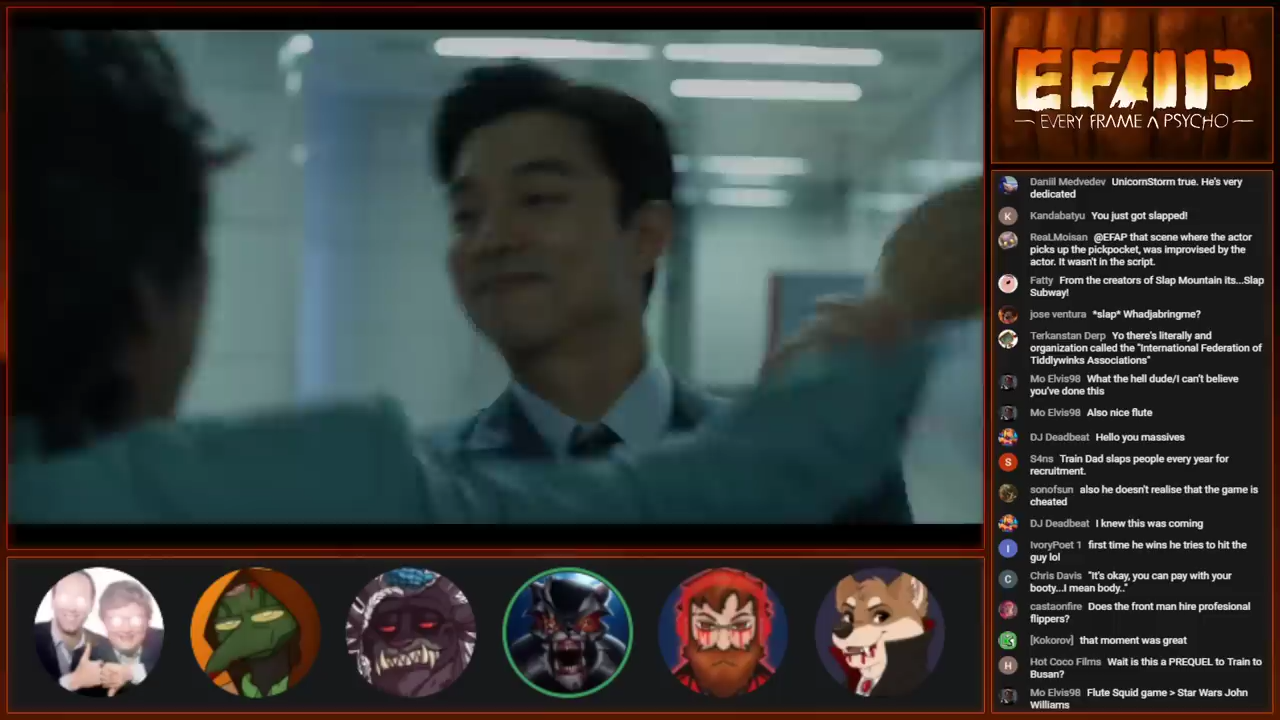 EFAP
EVERY FRAME A PSYCHO
Daniil Medvedev UnicornStorm true. He's very
dedicated
K
Kandabatyu You just got slapped!
ReaLMoisan @EFAP that scene where the actor
picks up the pickpocket, was improvised by the
actor. It wasn't in the script.
Fatty From the creators of Slap Mountain its...Slap
Subway!
jose ventura *slap* Whadjabringme?
Terkanstan Derp Yo there's literally and
organization called the "International Federation of
Tiddlywinks Associations"
Mo Elvis98 What the hell dude/I can't believe
you've done this
Mo Elvis98 Also nice flute
DJ Deadbeat Hello you massives
S
S4ns Train Dad slaps people every year for
recruitment.
sonofsun also he doesn't realise that the game is
cheated
DJ Deadbeat I knew this was coming
I
IvoryPoet 1 first time he wins he tries to hit the
guy lol
C
Chris Davis "It's okay, you can pay with your
booty...I mean body.."
castaonfire Does the front man hire profesional
flippers?
[Kokorov] that moment was great
H
Hot Coco Films Wait is this a PREQUEL to Train to
Busan?
Mo Elvis98 Flute Squid game > Star Wars John
Williams